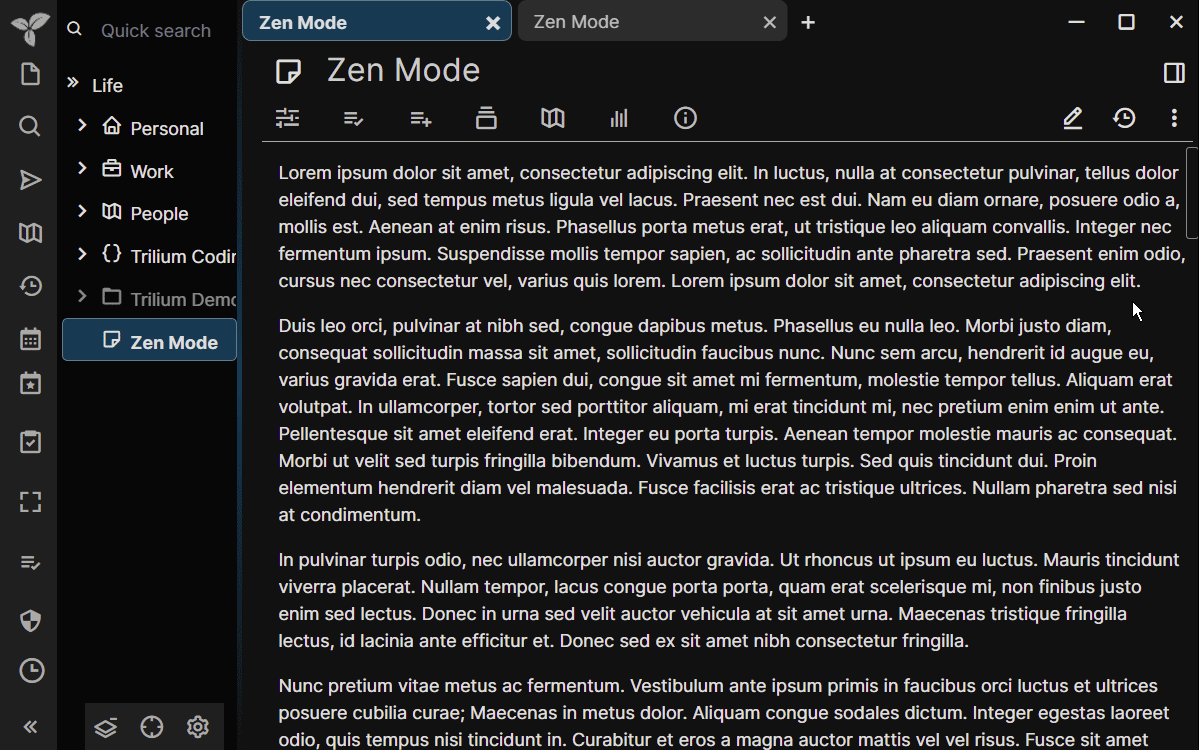 Quick search
Life
Personal
Work
People
{} Trilium Codin
Trilium Demo
Zen Mode
Zen Mode
Zen Mode
Zen Mode
Lorem ipsum dolor sit amet, consectetur adipiscing elit. In luctus, nulla at consectetur pulvinar, tellus dolor
eleifend dui, sed tempus metus ligula vel lacus. Praesent nec est dui. Nam eu diam ornare, posuere odio a,
mollis est. Aenean at enim risus. Phasellus porta metus erat, ut tristique leo aliquam convallis. Integer nec
fermentum ipsum. Suspendisse mollis tempor sapien, ac sollicitudin ante pharetra sed. Praesent enim odio,
cursus nec consectetur vel, varius quis lorem. Lorem ipsum dolor sit amet, consectetur adipiscing elit.
Duis leo orci, pulvinar at nibh sed, congue dapibus metus. Phasellus eu nulla leo. Morbi justo diam,
consequat sollicitudin massa sit amet, sollicitudin faucibus nunc. Nunc sem arcu, hendrerit id augue eu,
varius gravida erat. Fusce sapien dui, congue sit amet mi fermentum, molestie tempor tellus. Aliquam erat
volutpat. In ullamcorper, tortor sed porttitor aliquam, mi erat tincidunt mi, nec pretium enim enim ut ante.
Pellentesque sit amet eleifend erat. Integer eu porta turpis. Aenean tempor molestie mauris ac consequat.
Morbi ut velit sed turpis fringilla bibendum. Vivamus et luctus turpis. Sed quis tincidunt dui. Proin
elementum hendrerit diam vel malesuada. Fusce facilisis erat ac tristique ultrices. Nullam pharetra sed nisi
at condimentum.
In pulvinar turpis odio, nec ullamcorper nisi auctor gravida. Ut rhoncus ut ipsum eu luctus. Mauris tincidunt
viverra placerat. Nullam tempor, lacus congue porta porta, quam erat scelerisque mi, non finibus justo
enim sed lectus. Donec in urna sed velit auctor vehicula at sit amet urna. Maecenas tristique fringilla
lectus, id lacinia ante efficitur et. Donec sed ex sit amet nibh consectetur fringilla.
Nunc pretium vitae metus ac fermentum. Vestibulum ante ipsum primis in faucibus orci luctus et ultrices
posuere cubilia curae; Maecenas in metus dolor. Aliquam congue sodales dictum. Integer egestas laoreet
odio, quis tempus nisi tincidunt in. Curabitur et eros a magna auctor mattis vel vel risus. Fusce sit amet